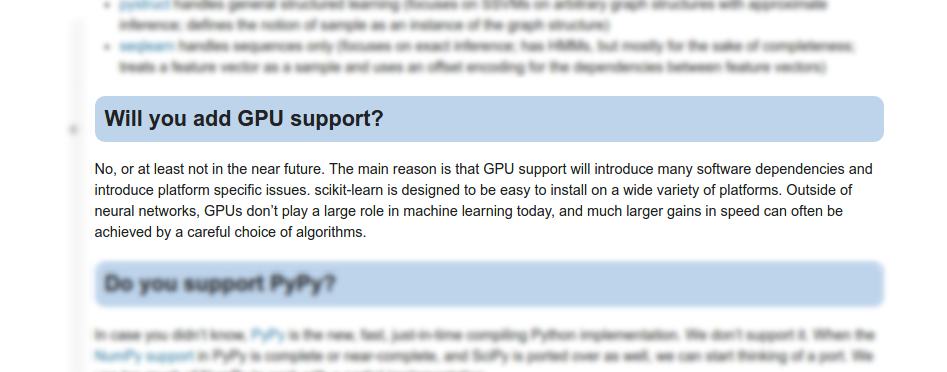 pystruct handles general structured learning (focuses on SSVMs on arbitrary graph structures with approximate
inference; defines the notion of sample as an instance of the graph structure)
seqlearn handles sequences only (focuses on exact inference; has HMMs, but mostly for the sake of completeness;
treats a feature vector as a sample and uses an offset encoding for the dependencies between feature vectors)
Will you add GPU support?
No, or at least not in the near future. The main reason is that GPU support will introduce many software dependencies and
introduce platform specific issues. scikit-learn is designed to be easy to install on a wide variety of platforms. Outside of
neural networks, GPUs don’t play a large role in machine learning today, and much larger gains in speed can often be
achieved by a careful choice of algorithms.
Do you support PyPy?
In case you didn’t know, PyPy is the new, fast, just-in-time compiling Python implementation. We don’t support it. When the
NumPy support in PyPy is complete or near-complete, and SciPy is ported over as well, we can start thinking of a port. We